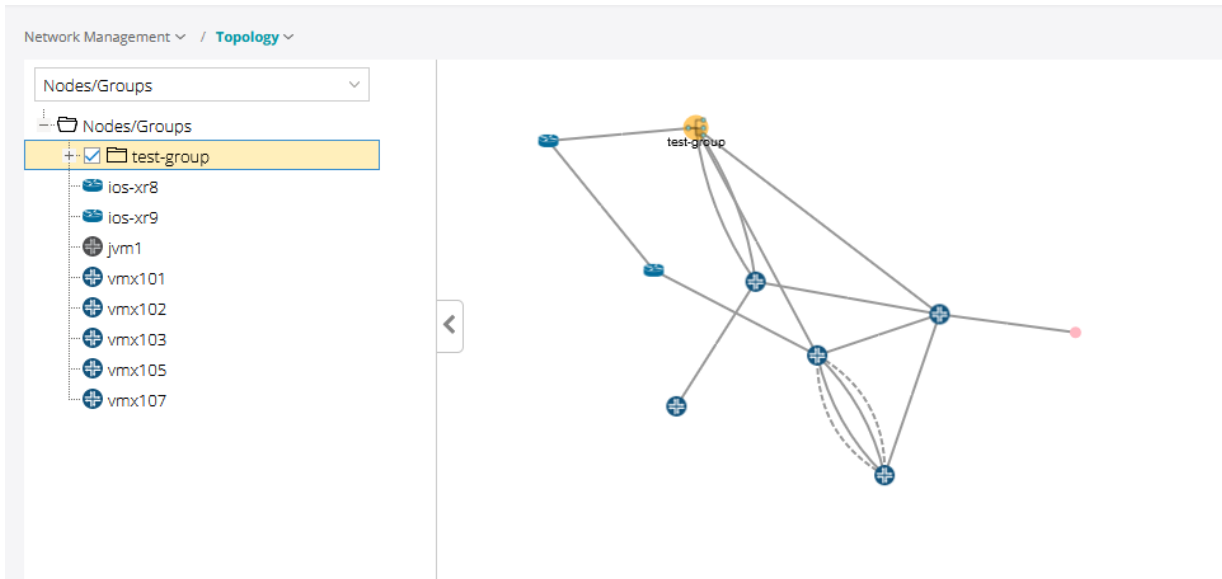 Network Management / Topology
Nodes/Groups
Nodes/Groups
test-group
ios-xr8
ios-xr9
jvm1
vmx101
vmx102
vmx103
vmx105
vmx107
test-group